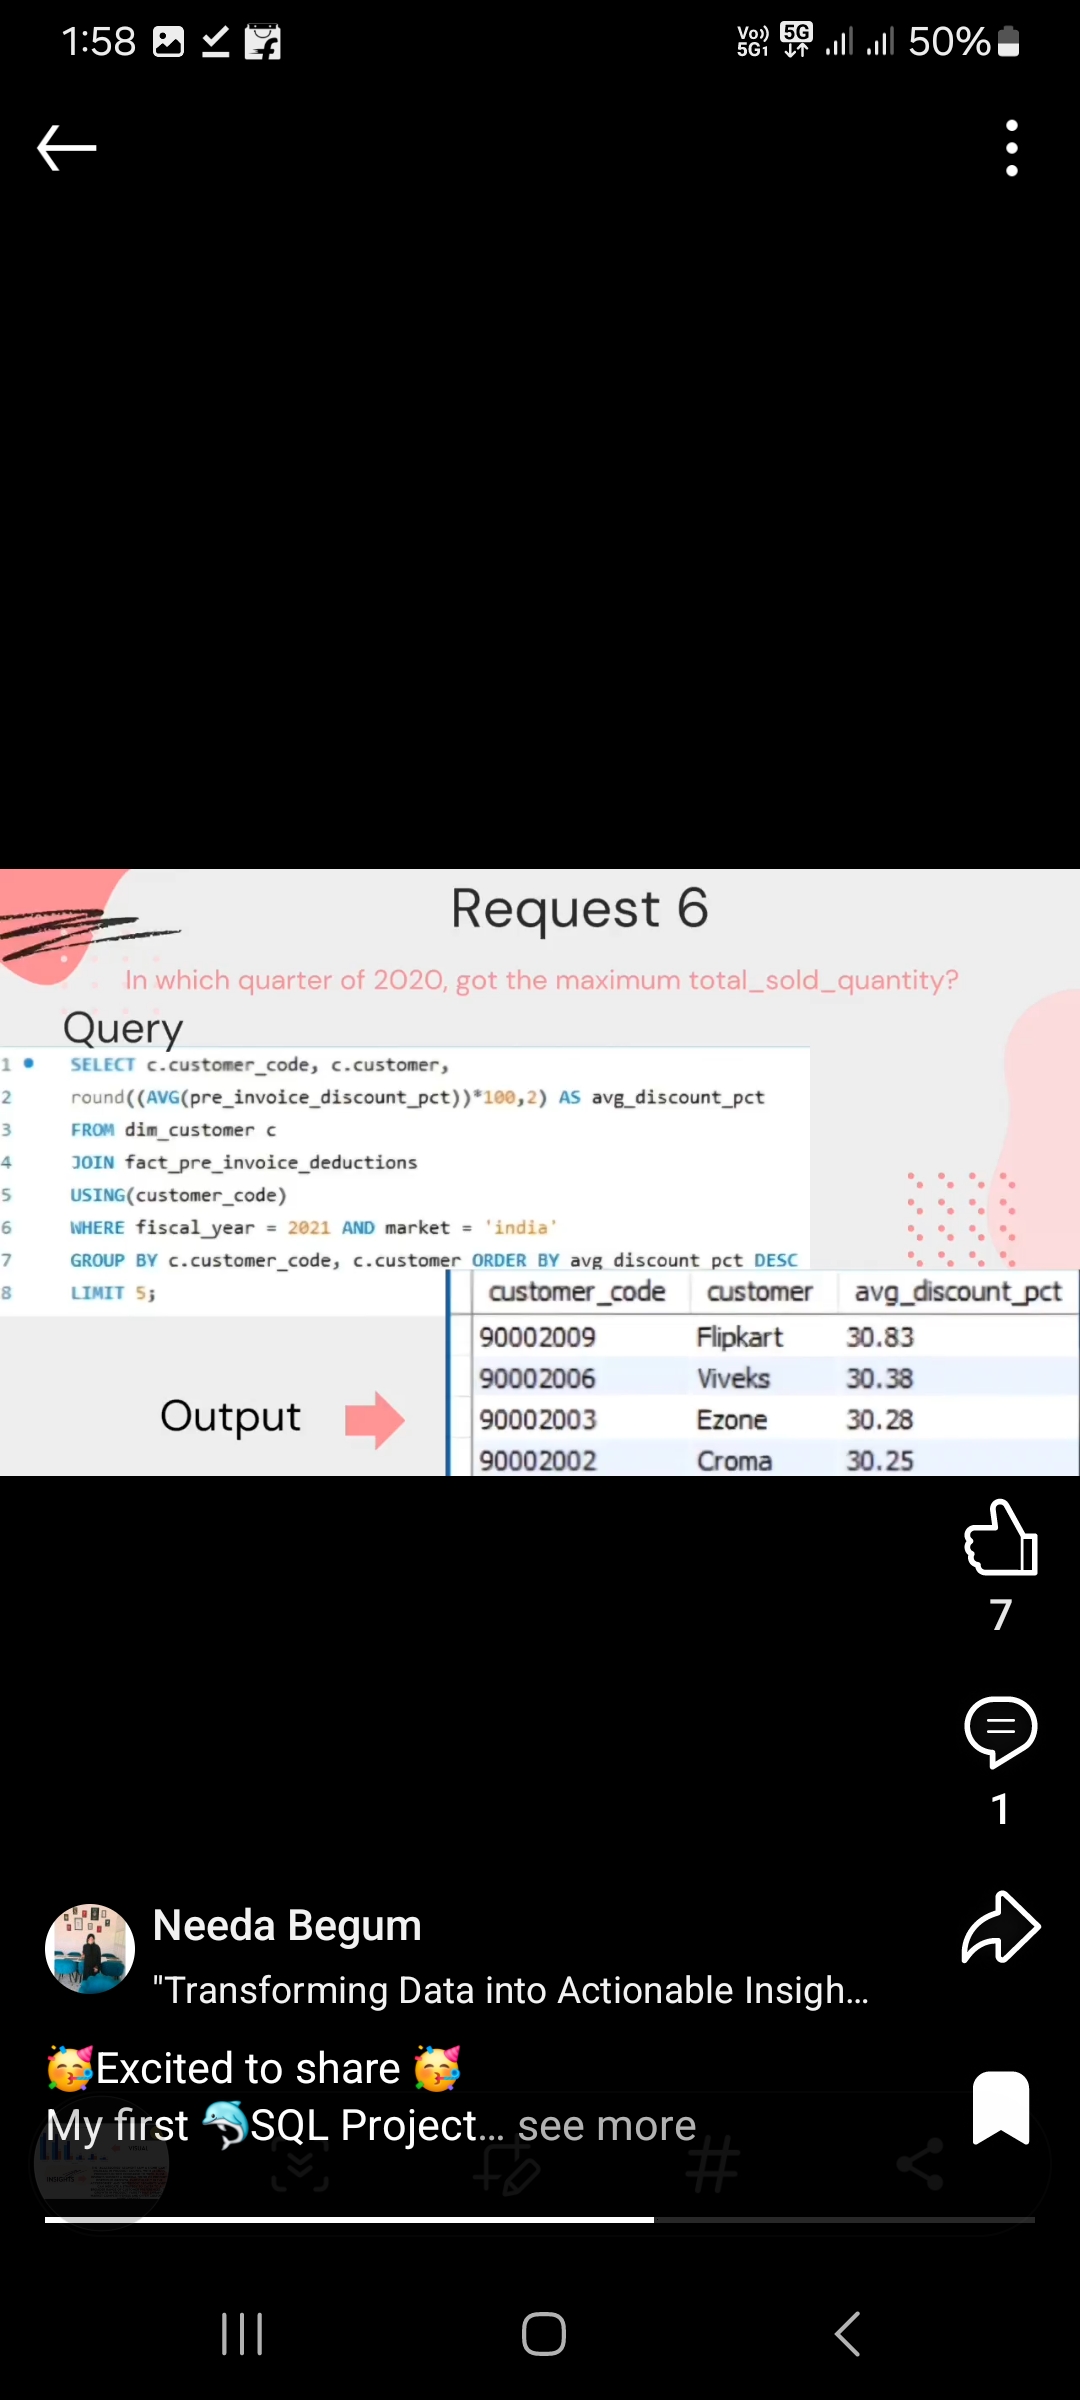 1:58
Vo))
5G1
5G
50%
Request 6
In which quarter of 2020, got the maximum total_sold_quantity?
Query
1 SELECT c.customer_code, c.customer,
2 round((AVG(pre_invoice_discount_pct))*100,2) AS avg_discount_pct
3 FROM dim_customer c
4 JOIN fact_pre_invoice_deductions
5 USING(customer_code)
6 WHERE fiscal_year = 2021 AND market = 'india'
7 GROUP BY c.customer_code, c.customer ORDER BY avg_discount_pct DESC
8 LIMIT 5;
customer_code customer avg_discount_pct
90002009 Flipkart 30.83
90002006 Viveks 30.38
90002003 Ezone 30.28
90002002 Croma 30.25
Output
7
1
Needa Begum
"Transforming Data into Actionable Insigh...
🥳Excited to share 🥳
My first 🐬SQL Project... see more